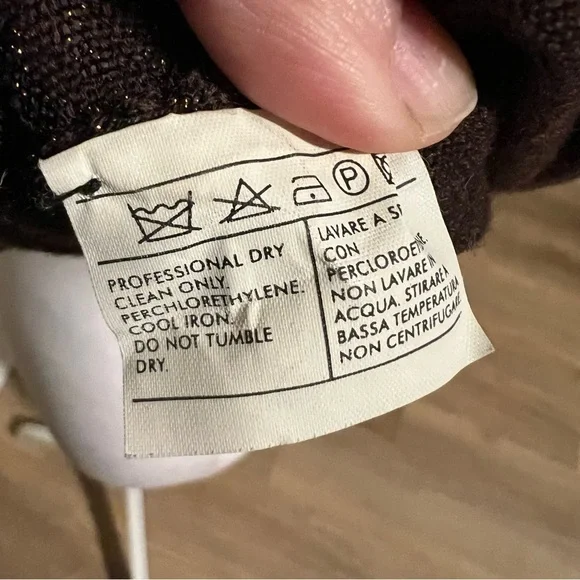 P
PROFESSIONAL DRY
CLEAN ONLY.
PERCHLORETHYLENE.
COOL IRON.
DO NOT TUMBLE
DRY.
LAVARE A
CON
PERCLOROETINE
NON LAVARE IN
ACQUA. STIRARE A
BASSA TEMPERATURA
NON CENTRIFUGARE